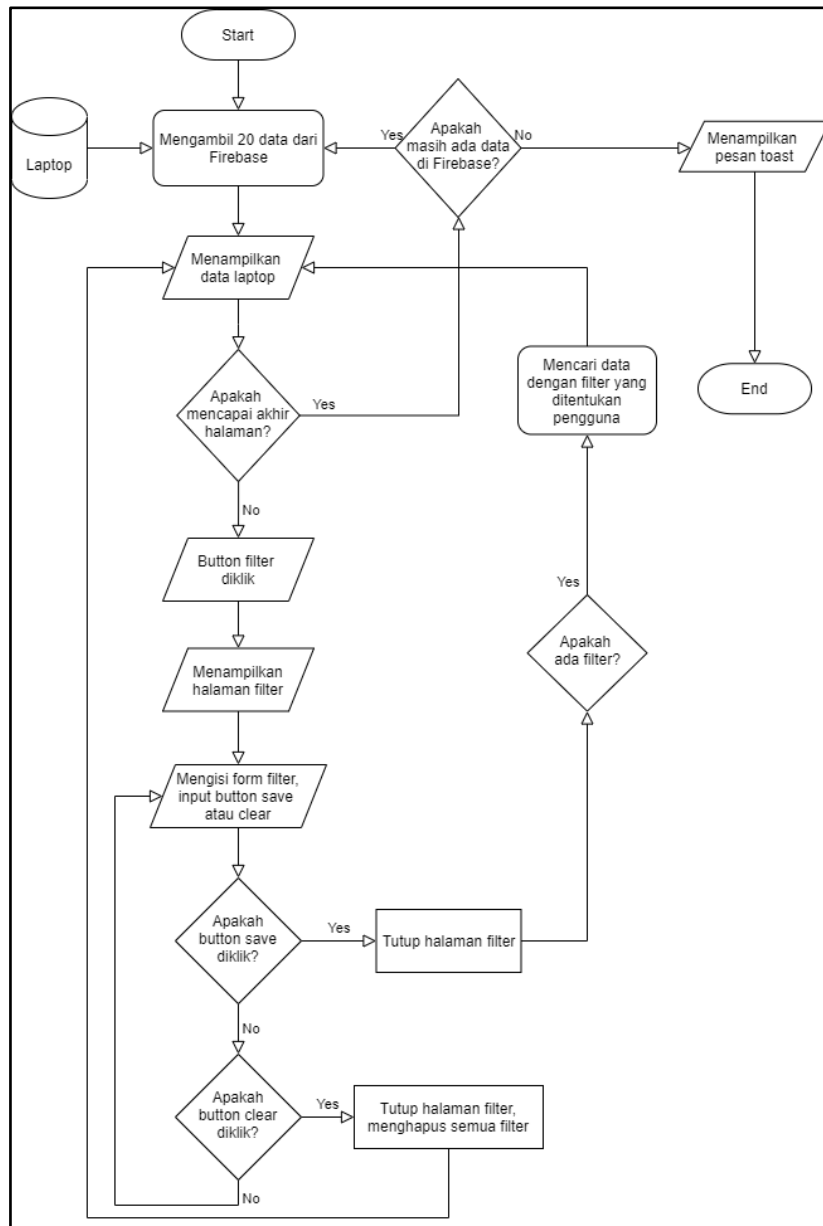 Start
Laptop
Mengambil 20 data dari
Firebase
Yes
Apakah
masih ada data
di Firebase?
No
Menampilkan
pesan toast
End
Menampilkan
data laptop
Apakah
mencapai akhir
halaman?
Yes
No
Mencari data
dengan filter yang
ditentukan
pengguna
Button filter
diklik
Yes
Apakah
ada filter?
Menampilkan
halaman filter
Mengisi form filter,
input button save
atau clear
Apakah
button save
diklik?
Yes
Tutup halaman filter
No
Apakah
button clear
diklik?
Yes
Tutup halaman filter,
menghapus semua filter
No